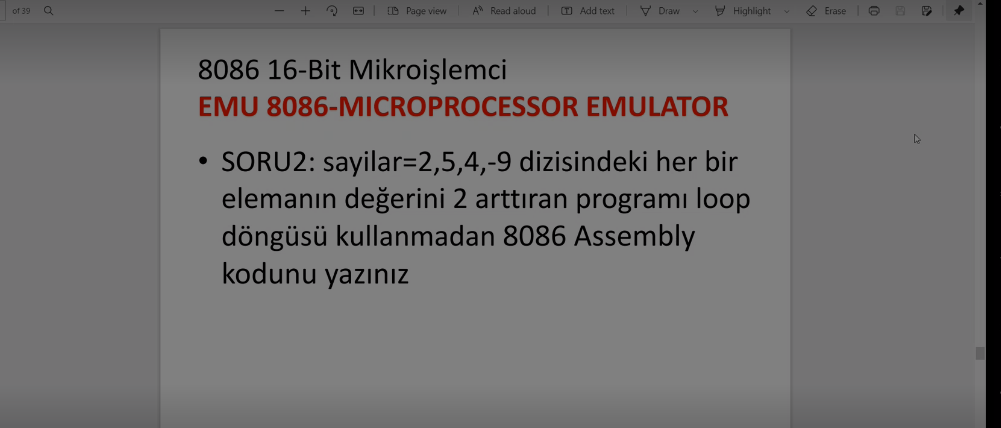 of 39
Page view
Read aloud
Add text
Draw
Highlight
Erase
8086 16-Bit Mikroişlemci
EMU 8086-MICROPROCESSOR EMULATOR
• SORU2: sayilar=2,5,4,-9 dizisindeki her bir
elemanın değerini 2 arttıran programı loop
döngüsü kullanmadan 8086 Assembly
kodunu yazınız